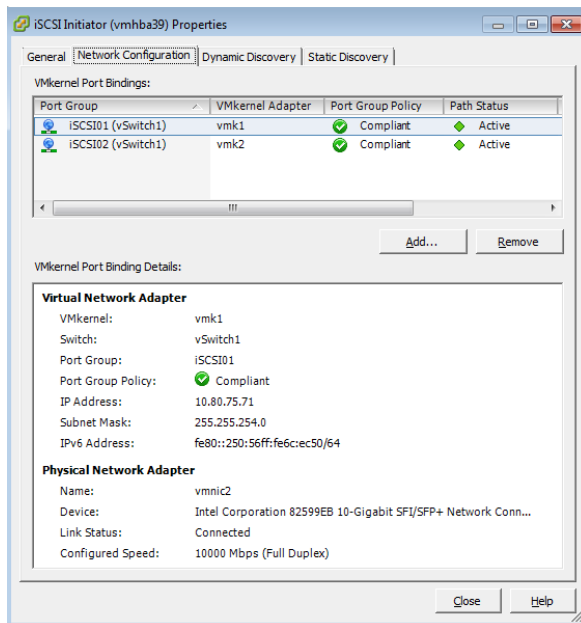 iSCSI Initiator (vmhba39) Properties
General Network Configuration Dynamic Discovery Static Discovery
VMkernel Port Bindings:
Port Group VMkernel Adapter Port Group Policy Path Status
iSCSI01 (vSwitch1) vmk1 Compliant Active
iSCSI02 (vSwitch1) vmk2 Compliant Active
Add... Remove
VMkernel Port Binding Details:
Virtual Network Adapter
VMkernel: vmk1
Switch: vSwitch1
Port Group: iSCSI01
Port Group Policy: Compliant
IP Address: 10.80.75.71
Subnet Mask: 255.255.254.0
IPv6 Address: fe80::250:56ff:fe6c:ec50/64
Physical Network Adapter
Name: vmnic2
Device: Intel Corporation 82599EB 10-Gigabit SFI/SFP+ Network Conn...
Link Status: Connected
Configured Speed: 10000 Mbps (Full Duplex)
Close Help